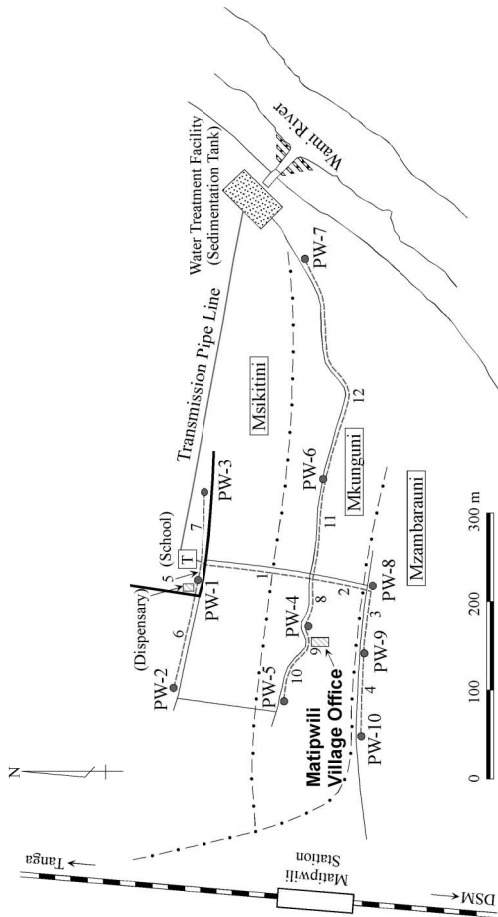 N
Tanga
Matipwili
Station
DSM
Water Treatment Facility
(Sedimentation Tank)
Wami River
Transmission Pipe Line
(Dispensary)
(School)
T
PW-2
6
5
PW-1
7
PW-3
Msikitini
1
PW-7
PW-5
10
9
PW-4
8
11
PW-6
12
Mkunguni
Matipwili
Village Office
2
Mzambarauni
PW-10
4
PW-9
3
PW-8
0
100
200
300 m